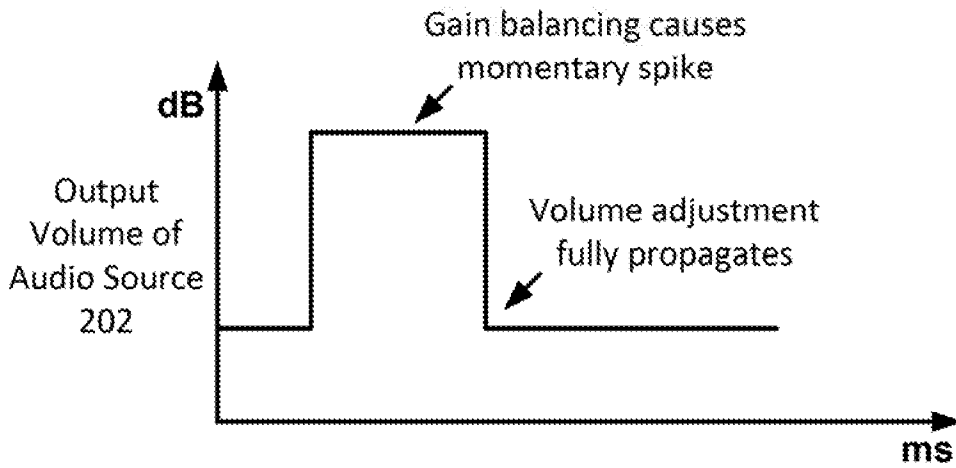 Gain balancing causes
momentary spike
dB
Output
Volume of
Audio Source
202
Volume adjustment
fully propagates
ms